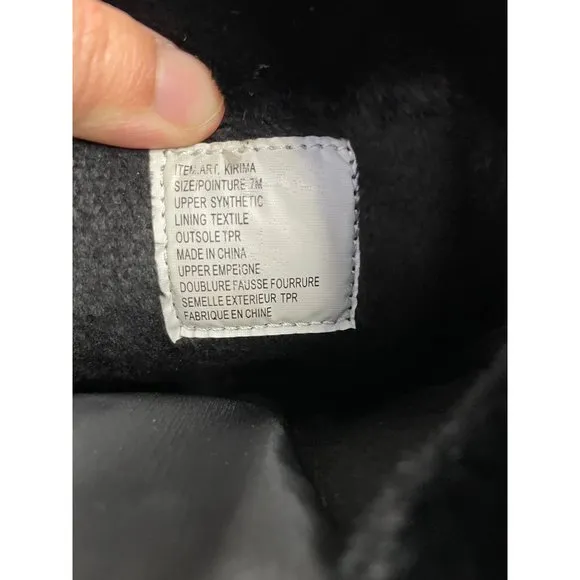 ITEM.ART. KIRIMA
SIZE/POINTURE 7M
UPPER SYNTHETIC
LINING TEXTILE
OUTSOLE TPR
MADE IN CHINA
UPPER EMPEIGNE
DOUBLURE FAUSSE FOURRURE
SEMELLE EXTERIEUR TPR
FABRIQUE EN CHINE